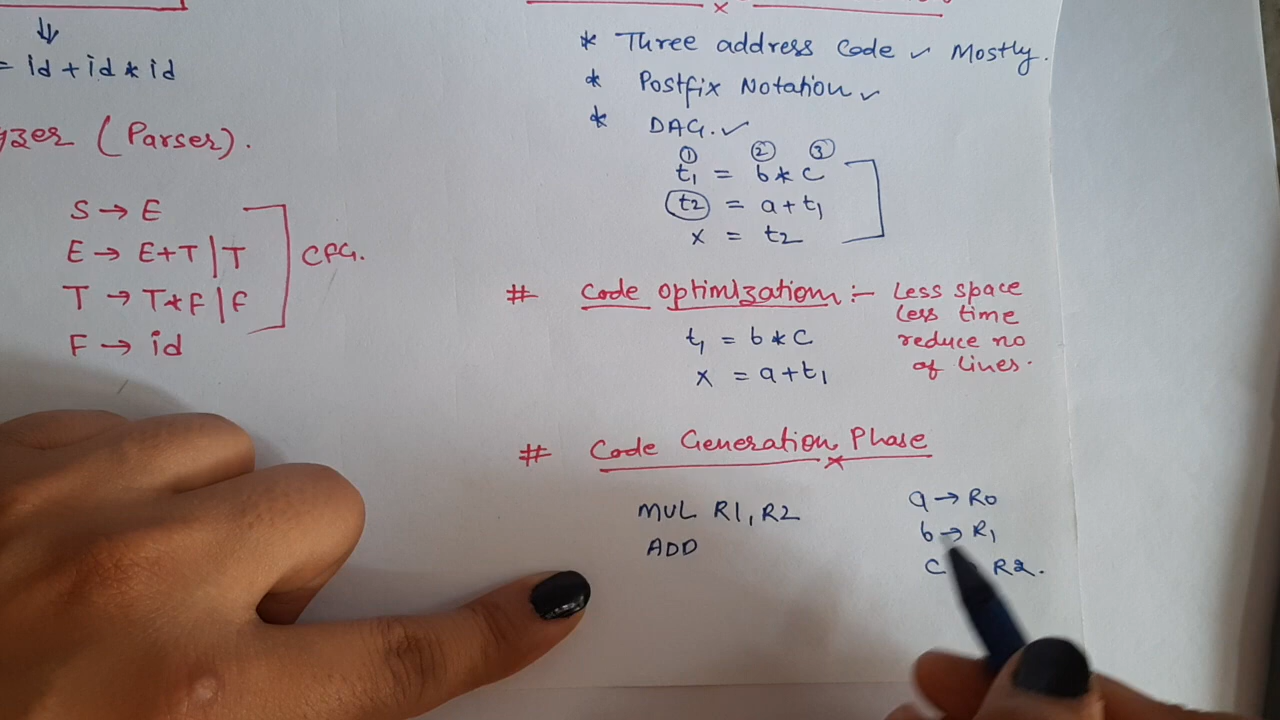 = id + id * id
yzer (Parser).
S → E
E → E+T | T
T → T*F | F
F → id
CFG.
* Three address Code ✓ Mostly.
* Postfix Notation ✓
* DAG. ✓
① ② ③
t1 = b * c
t2 = a + t1
x = t2
# Code Optimization :- Less space
Less time
reduce no
of lines.
t1 = b * c
x = a + t1
# Code Generation Phase
MUL R1, R2
ADD
a → R0
b → R1
c R2.